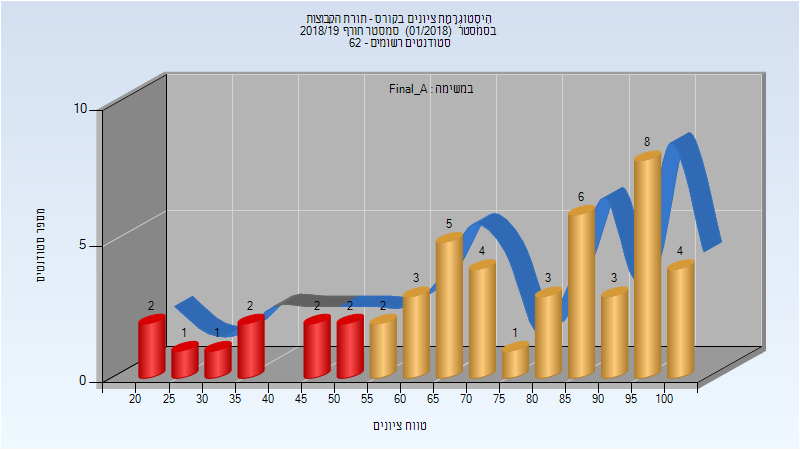 היסטוגרמת ציונים בקורס - תורת הקבוצות
בסמסטר (01/2018) סמסטר חורף 2018/19
סטודנטים רשומים - 62
במשימה : Final_A
מספר סטודנטים
10
5
0
2
1
1
2
2
2
2
3
5
4
1
3
6
3
8
4
20 25 30 35 40 45 50 55 60 65 70 75 80 85 90 95 100
טווח ציונים